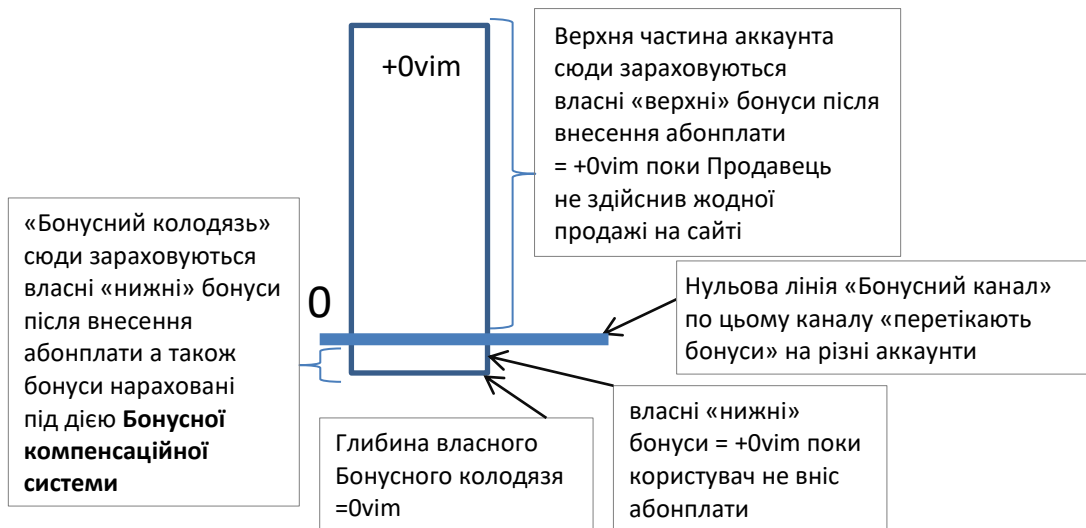 +0vim
Верхня частина аккаунта
сюди зараховуються
власні «верхні» бонуси після
внесення абонплати
= +0vim поки Продавець
не здійснив жодної
продажі на сайті
«Бонусний колодязь»
сюди зараховуються
власні «нижні» бонуси
після внесення
абонплати а також
бонуси нараховані
під дією Бонусної
компенсаційної
системи
0
Нульова лінія «Бонусний канал»
по цьому каналу «перетікають
бонуси» на різні аккаунти
Глибина власного
Бонусного колодязя
=0vim
власні «нижні»
бонуси = +0vim поки
користувач не вніс
абонплати